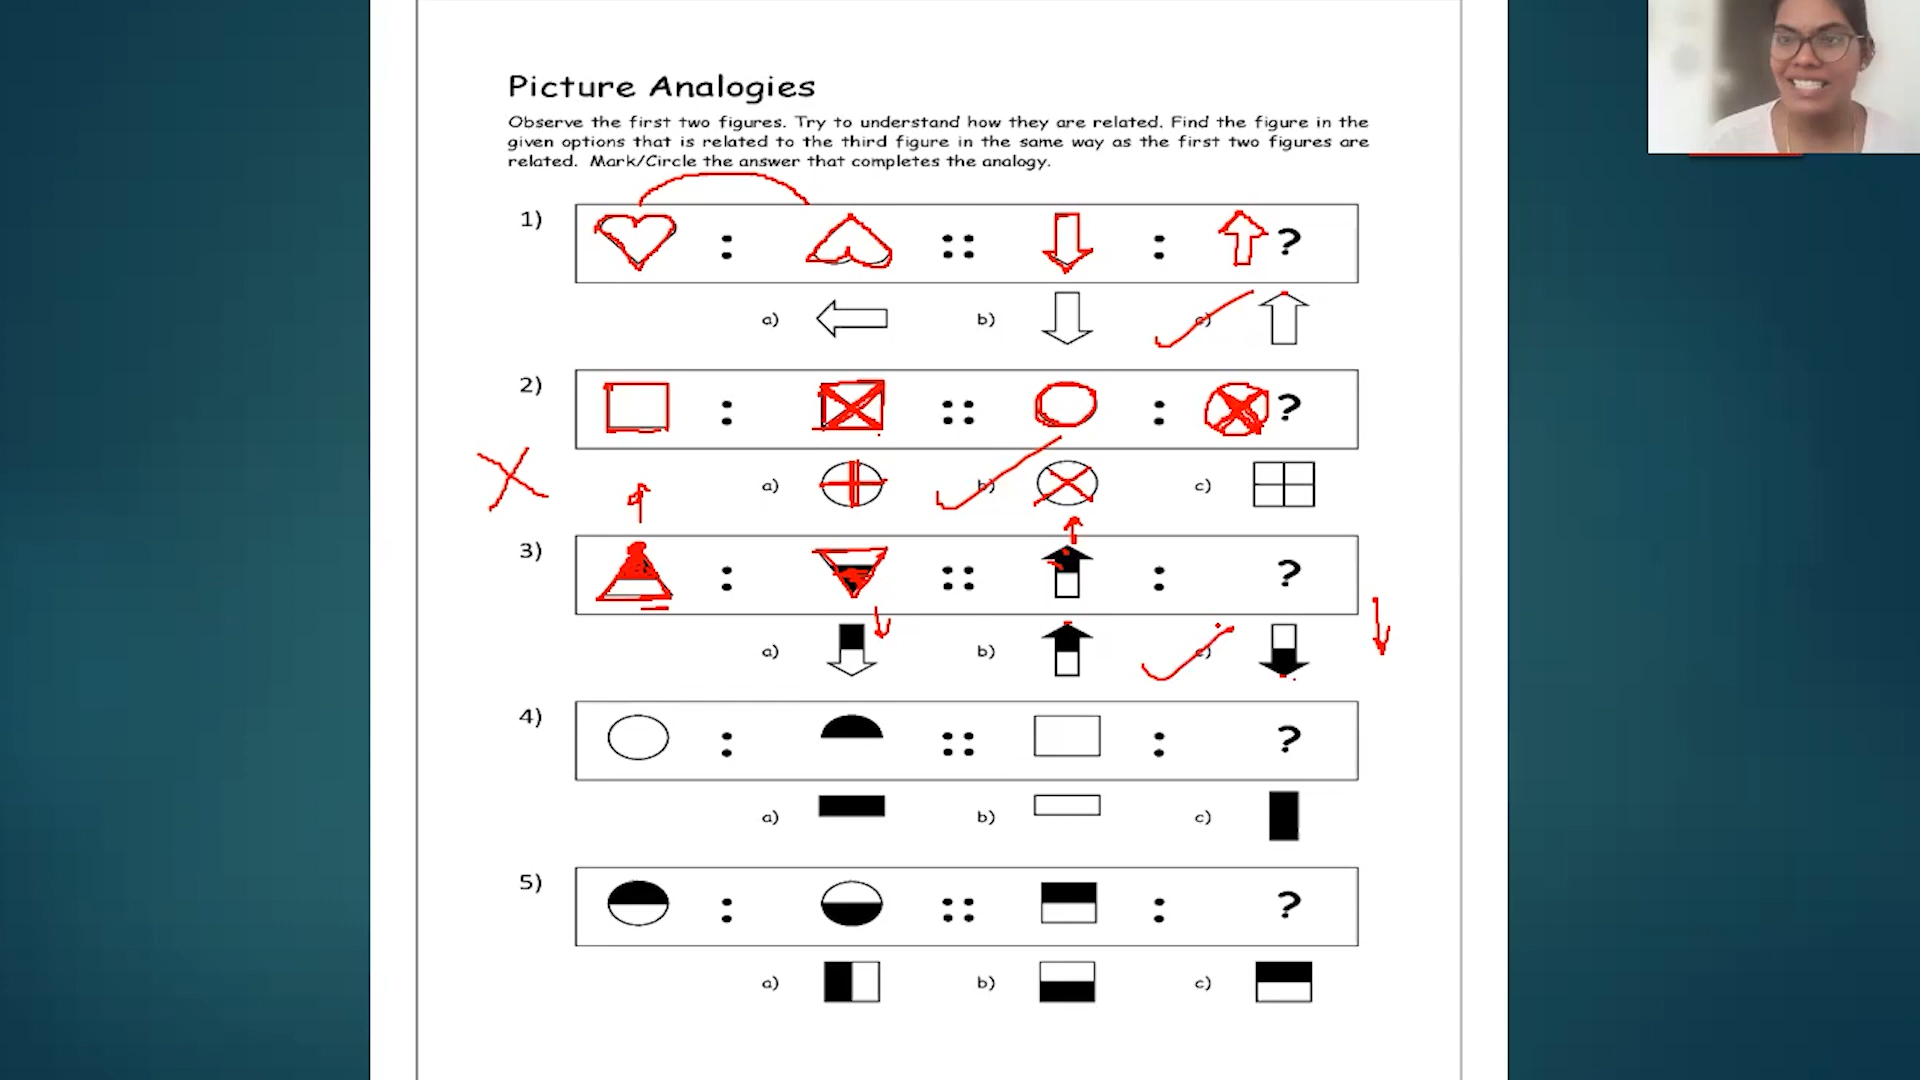 Picture Analogies
Observe the first two figures. Try to understand how they are related. Find the figure in the
given options that is related to the third figure in the same way as the first two figures are
related. Mark/Circle the answer that completes the analogy.
1) : :: : ?
a) b) c)
2) : :: : ?
a) b) c)
3) : :: : ?
a) b) c)
4) : :: : ?
a) b) c)
5) : :: : ?
a) b) c)